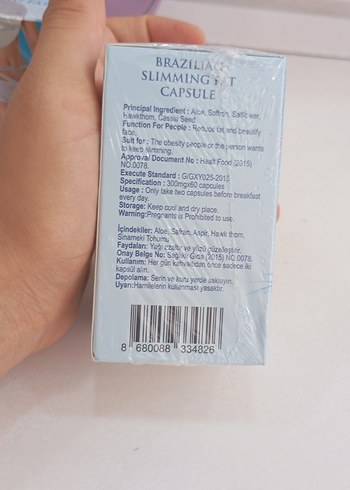 BRAZILIAN
SLIMMING FIT
CAPSULE
Principal Ingredient : Aloe, Saffron, Safflower,
Hawkthorn, Cassia Seed
Function For People : Reduce fat and beautify
face.
Suit for : The obesity people or the person wants
to keep slimming.
Approval Document No : Healt Food (2015)
NO.0078.
Execute Standard : G/GXY025-2015
Specification : 300mgx60 capsules
Usage : Only take two capsules before breakfast
every day.
Storage: Keep cool and dry place.
Warning:Pregnants is Prohibited to use.
İçindekiler: Aloe, Safron, Aspir, Hawk thorn,
Sinameki Tohumu
Faydaları: Yağı azaltır ve yüzü güzelleştirir.
Onay Belge No: Sağlıklı Gıda (2015) NO.0078.
Kullanım: Her gün kahvaltıdan önce sadece iki
kapsül alın.
Depolama: Serin ve kuru yerde saklayın,
Uyarı:Hamilelerin kullanması yasaktır.
8 680088 334826